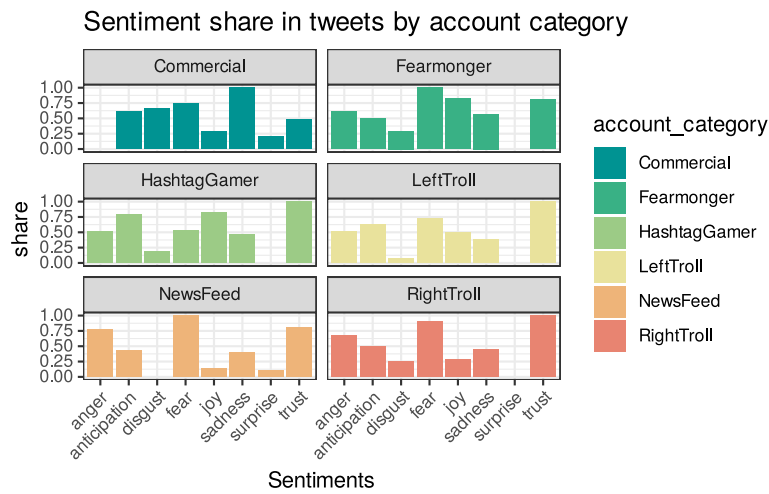 Sentiment share in tweets by account category
Commercial
Fearmonger
1.00
0.75
0.50
0.25
0.00
HashtagGamer
LeftTroll
1.00
0.75
0.50
0.25
0.00
NewsFeed
RightTroll
1.00
0.75
0.50
0.25
0.00
share
anger
anticipation
disgust
fear
joy
sadness
surprise
trust
anger
anticipation
disgust
fear
joy
sadness
surprise
trust
Sentiments
account_category
Commercial
Fearmonger
HashtagGamer
LeftTroll
NewsFeed
RightTroll